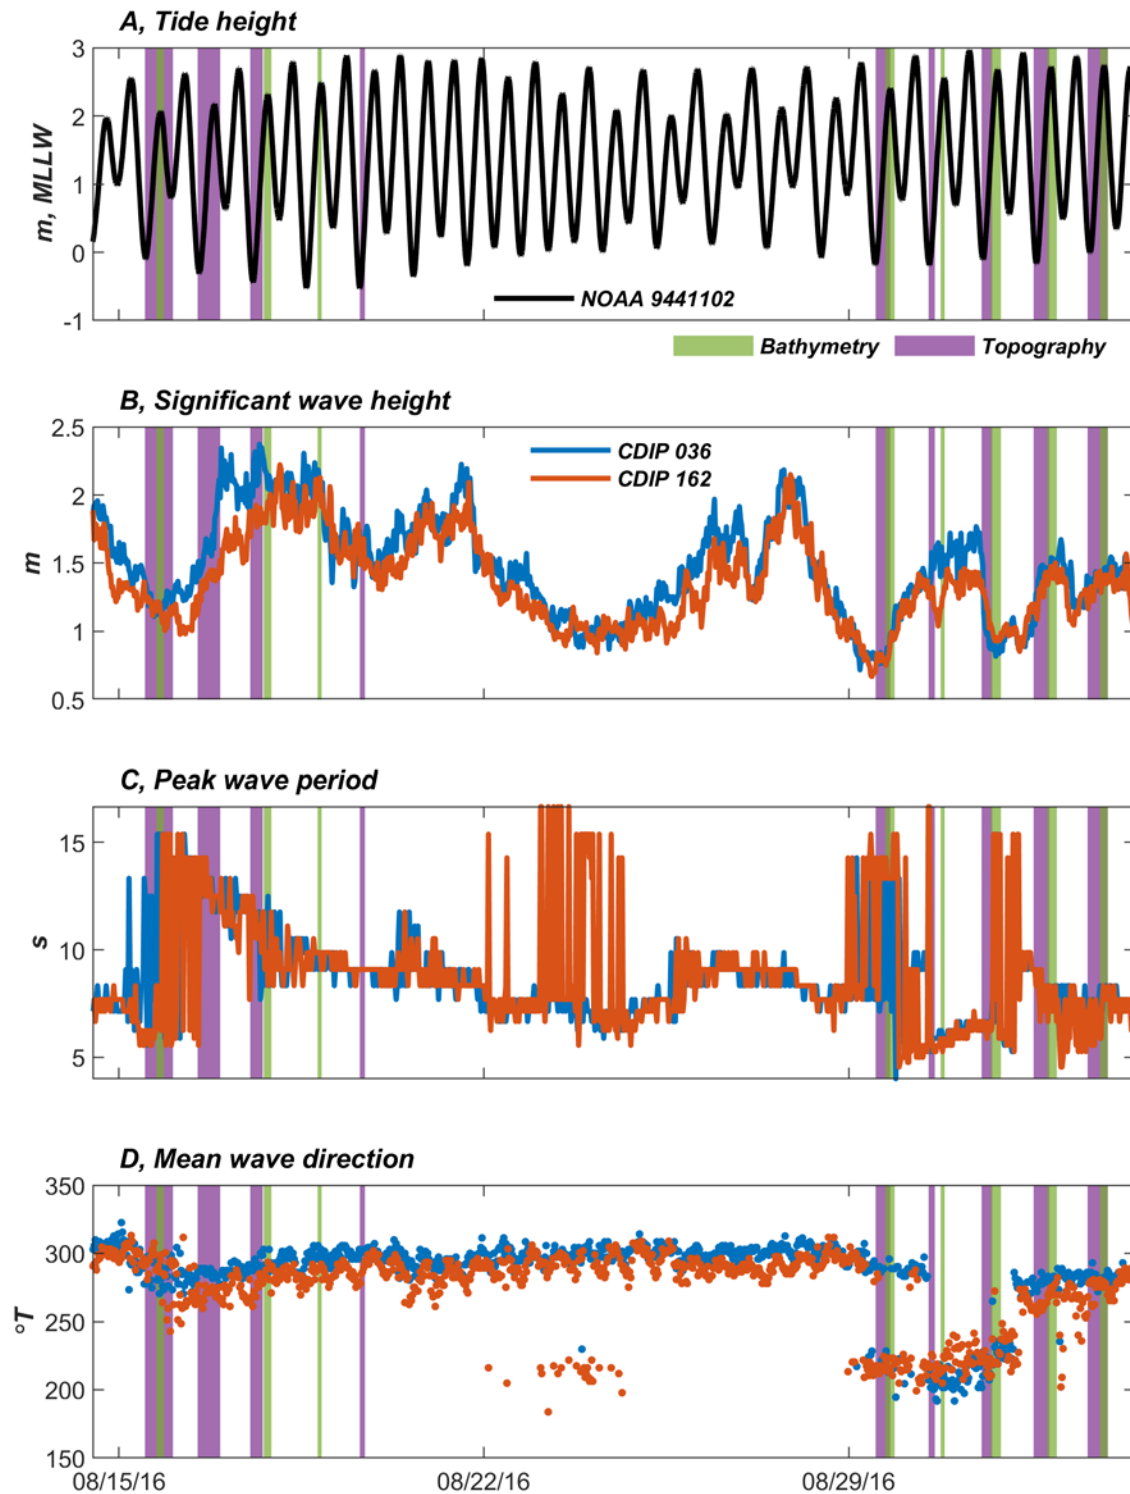 A, Tide height
3
2
1
0
-1
m, MLLW
NOAA 9441102
Bathymetry
Topography
B, Significant wave height
2.5
2
1.5
1
0.5
m
CDIP 036
CDIP 162
C, Peak wave period
15
10
5
s
D, Mean wave direction
350
300
250
200
150
°T
08/15/16
08/22/16
08/29/16